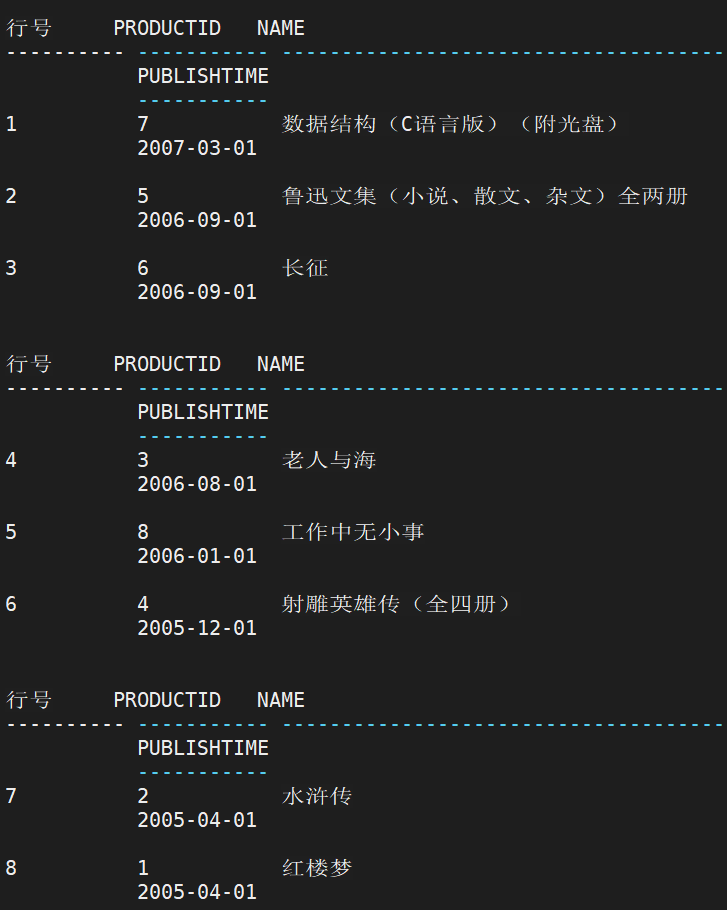 行号 PRODUCTID NAME
---------- ----------- -------------------------------------
PUBLISHTIME
-----------
1 7 数据结构（C语言版）（附光盘）
2007-03-01
2 5 鲁迅文集（小说、散文、杂文）全两册
2006-09-01
3 6 长征
2006-09-01
行号 PRODUCTID NAME
---------- ----------- -------------------------------------
PUBLISHTIME
-----------
4 3 老人与海
2006-08-01
5 8 工作中无小事
2006-01-01
6 4 射雕英雄传（全四册）
2005-12-01
行号 PRODUCTID NAME
---------- ----------- -------------------------------------
PUBLISHTIME
-----------
7 2 水浒传
2005-04-01
8 1 红楼梦
2005-04-01